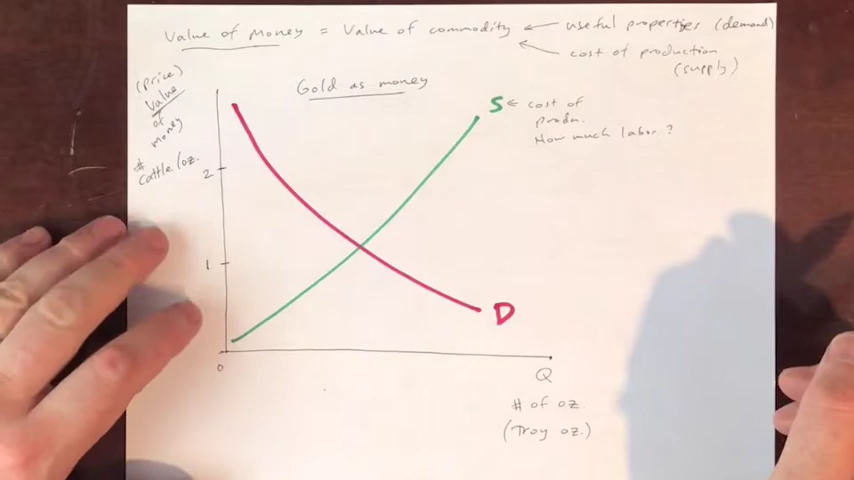 Value of money = Value of commodity ← useful properties (demand)
← cost of production
(supply)
Gold as money
(price)
Value
of
money
# cattle/oz.
2
1
0
S ← cost of
produ.
How much labor?
D
Q
# of oz.
(Troy oz.)